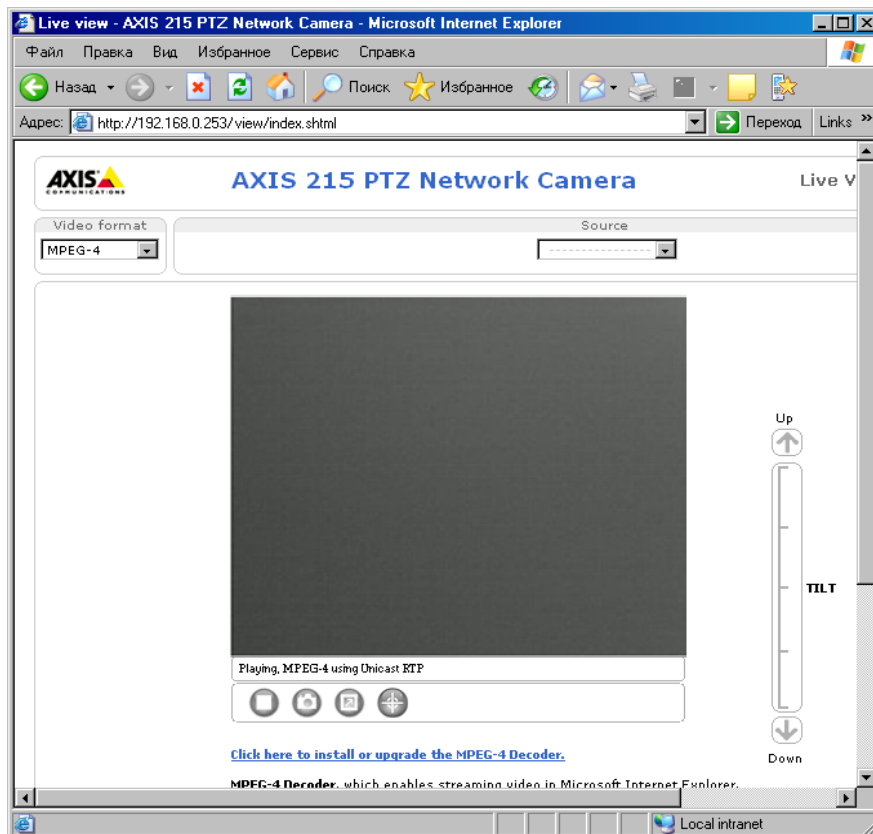 Live view - AXIS 215 PTZ Network Camera - Microsoft Internet Explorer
Файл Правка Вид Избранное Сервис Справка
Назад Поиск Избранное
Адрес: http://192.168.0.253/view/index.shtml Переход Links »
AXIS COMMUNICATIONS
AXIS 215 PTZ Network Camera
Live V
Video format
Source
MPEG-4
----------------
Up
TILT
Playing, MPEG-4 using Unicast RTP
Click here to install or upgrade the MPEG-4 Decoder.
Down
MPEG-4 Decoder, which enables streaming video in Microsoft Internet Explorer,
Local intranet